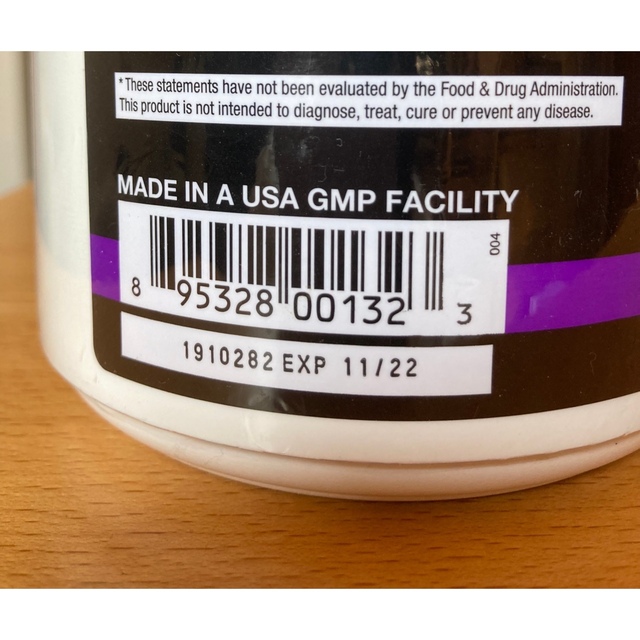 *These statements have not been evaluated by the Food & Drug Administration.
This product is not intended to diagnose, treat, cure or prevent any disease.
MADE IN A USA GMP FACILITY
004
8 95328 00132 3
1910282 EXP 11/22